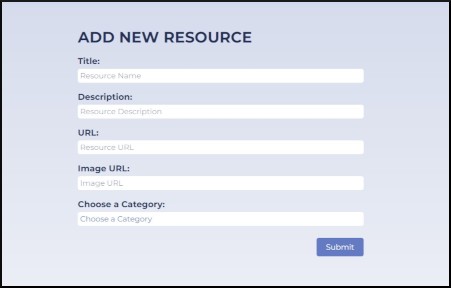 ADD NEW RESOURCE
Title:
Resource Name
Description:
Resource Description
URL:
Resource URL
Image URL:
Image URL
Choose a Category:
Choose a Category
Submit